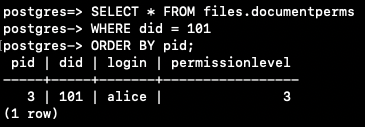 postgres=> SELECT * FROM files.documentperms
postgres-> WHERE did = 101
postgres-> ORDER BY pid;
 pid | did | login | permissionlevel
-----+-----+-------+-----------------
   3 | 101 | alice |               3
(1 row)